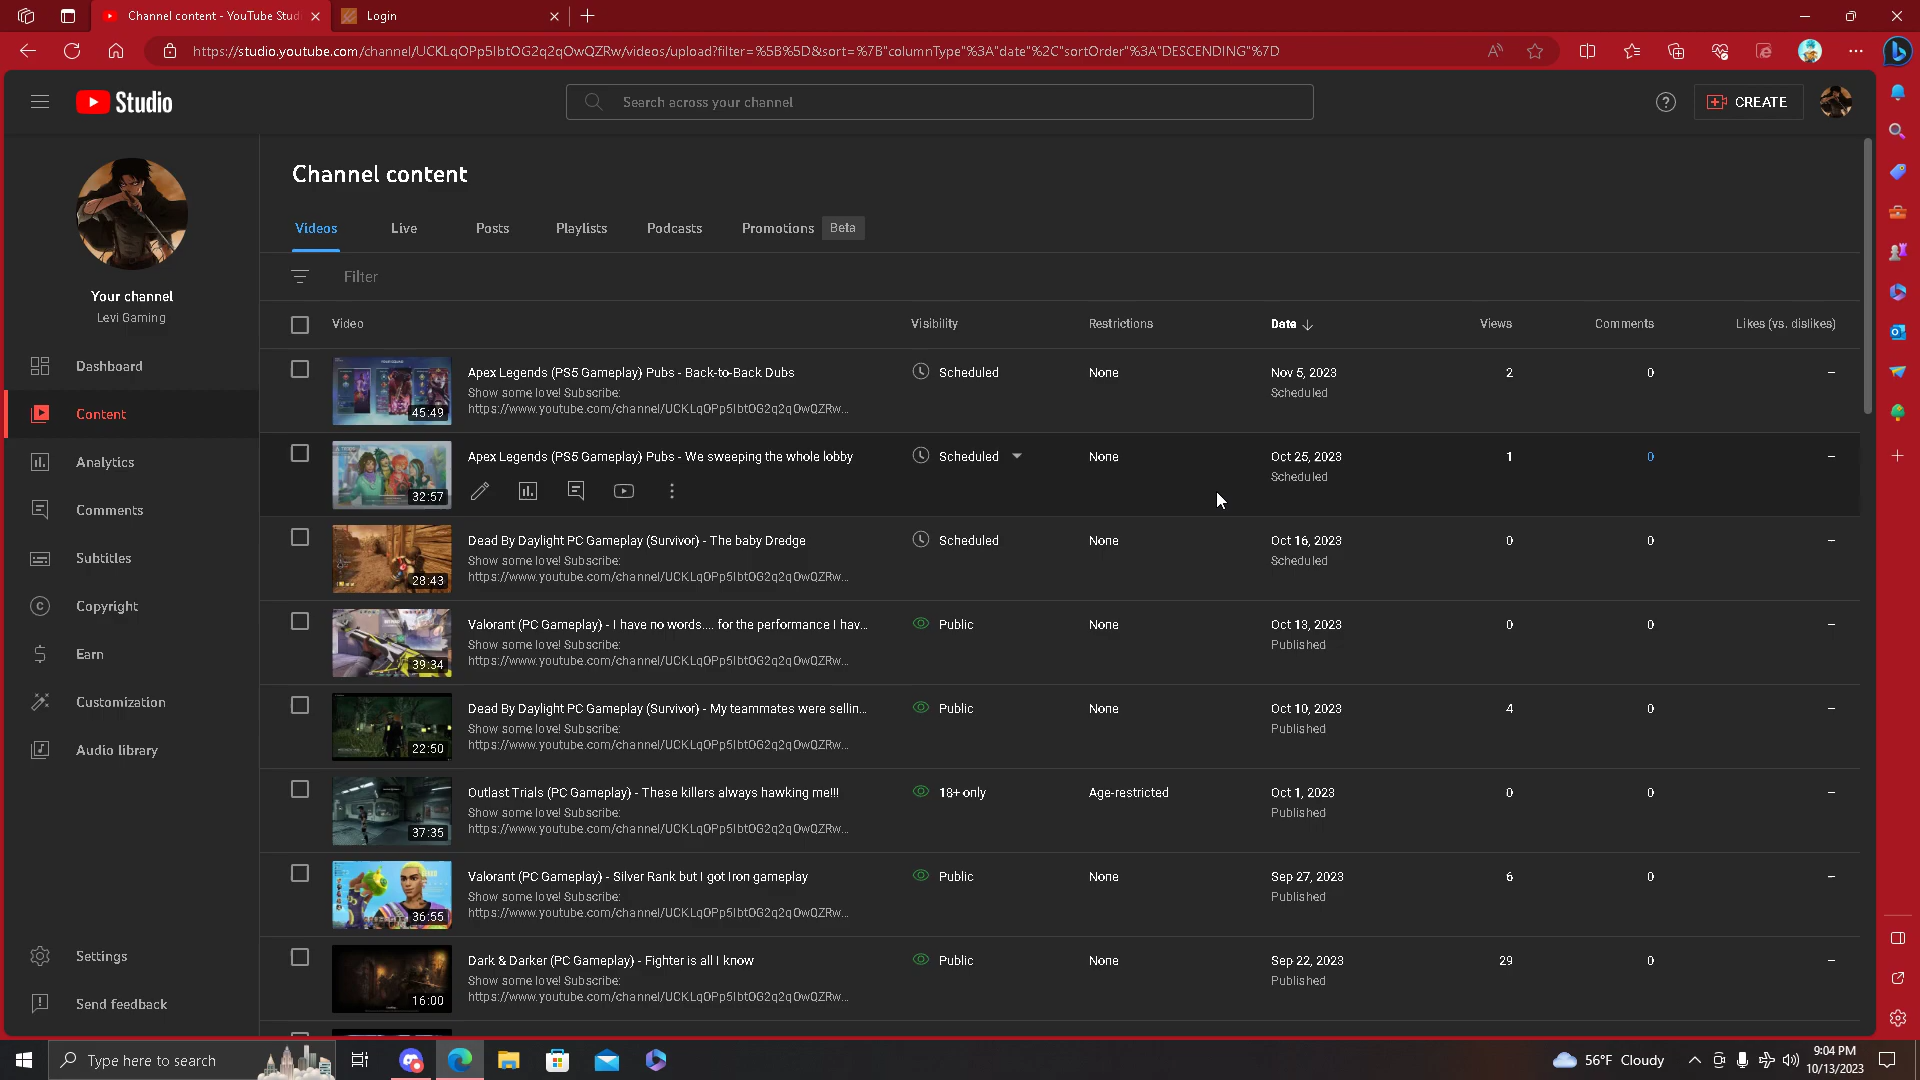 Content content - YouTube Stud
Login
https://studio.youtube.com/channel/UCKLqOPp5IbtOG2q2qOwQZRw/videos/upload?filter=%5B%5D&sort=%7B"columnType"%3A"date"%2C"sortOrder"%3A"DESCENDING"%7D
Studio
Search across your channel
CREATE
Your channel
Levi Gaming
Dashboard
Content
Analytics
Comments
Subtitles
Copyright
Earn
Customization
Audio library
Settings
Send feedback
Channel content
Videos Live Posts Playlists Podcasts Promotions Beta
Filter
Video Visibility Restrictions Date Views Comments Likes (vs. dislikes)
45:49 Apex Legends (PS5 Gameplay) Pubs - Back-to-Back Dubs Scheduled None Nov 5, 2023 2 0 –
Show some love! Subscribe: Scheduled
https://www.youtube.com/channel/UCKLqOPp5IbtOG2q2qOwQZRw...
32:57 Apex Legends (PS5 Gameplay) Pubs - We sweeping the whole lobby Scheduled None Oct 25, 2023 1 0 –
Scheduled
28:43 Dead By Daylight PC Gameplay (Survivor) - The baby Dredge Scheduled None Oct 16, 2023 0 0 –
Show some love! Subscribe: Scheduled
https://www.youtube.com/channel/UCKLqOPp5IbtOG2q2qOwQZRw...
39:34 Valorant (PC Gameplay) - I have no words.... for the performance I hav... Public None Oct 13, 2023 0 0 –
Show some love! Subscribe: Published
https://www.youtube.com/channel/UCKLqOPp5IbtOG2q2qOwQZRw...
22:50 Dead By Daylight PC Gameplay (Survivor) - My teammates were sellin... Public None Oct 10, 2023 4 0 –
Show some love! Subscribe: Published
https://www.youtube.com/channel/UCKLqOPp5IbtOG2q2qOwQZRw...
37:35 Outlast Trials (PC Gameplay) - These killers always hawking me!!! 18+ only Age-restricted Oct 1, 2023 0 0 –
Show some love! Subscribe: Published
https://www.youtube.com/channel/UCKLqOPp5IbtOG2q2qOwQZRw...
36:55 Valorant (PC Gameplay) - Silver Rank but I got Iron gameplay Public None Sep 27, 2023 6 0 –
Show some love! Subscribe: Published
https://www.youtube.com/channel/UCKLqOPp5IbtOG2q2qOwQZRw...
16:00 Dark & Darker (PC Gameplay) - Fighter is all I know Public None Sep 22, 2023 29 0 –
Show some love! Subscribe: Published
https://www.youtube.com/channel/UCKLqOPp5IbtOG2q2qOwQZRw...
Type here to search
56°F Cloudy
9:04 PM
10/13/2023